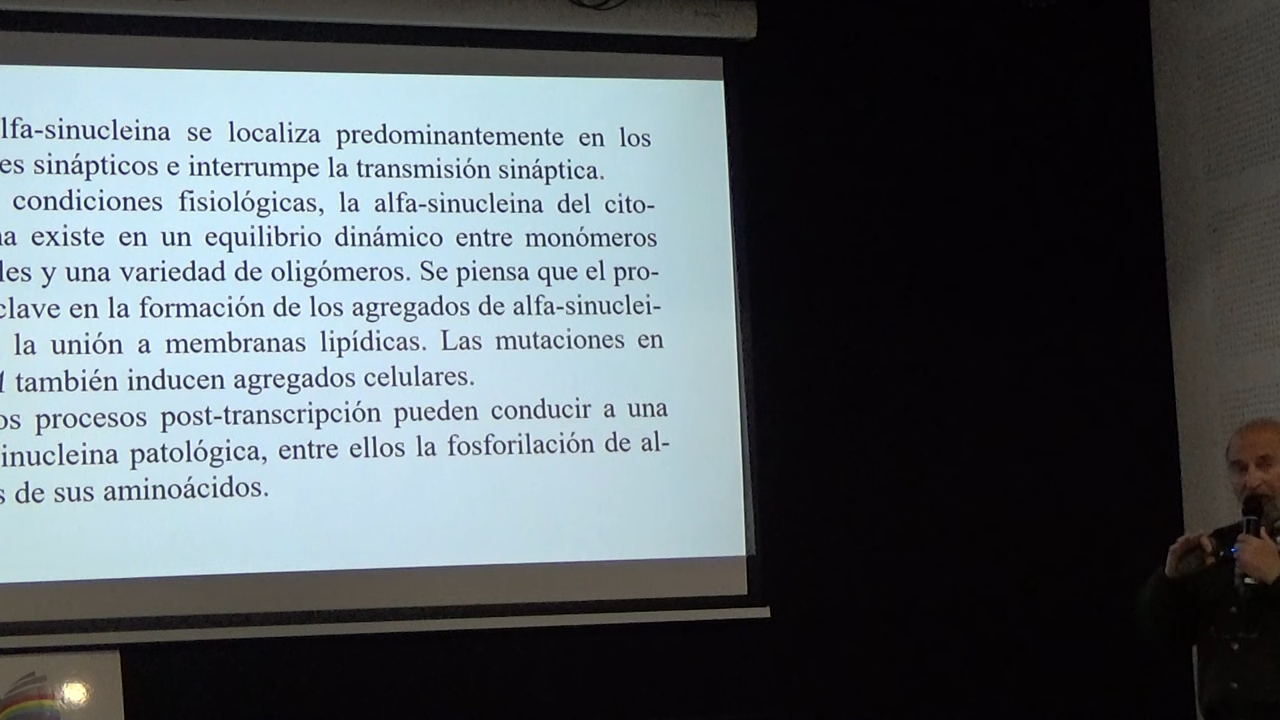 lfa-sinucleina se localiza predominantemente en los
es sinápticos e interrumpe la transmisión sináptica.
condiciones fisiológicas, la alfa-sinucleina del cito-
a existe en un equilibrio dinámico entre monómeros
les y una variedad de oligómeros. Se piensa que el pro-
clave en la formación de los agregados de alfa-sinuclei-
la unión a membranas lipídicas. Las mutaciones en
también inducen agregados celulares.
os procesos post-transcripción pueden conducir a una
inucleina patológica, entre ellos la fosforilación de al-
s de sus aminoácidos.